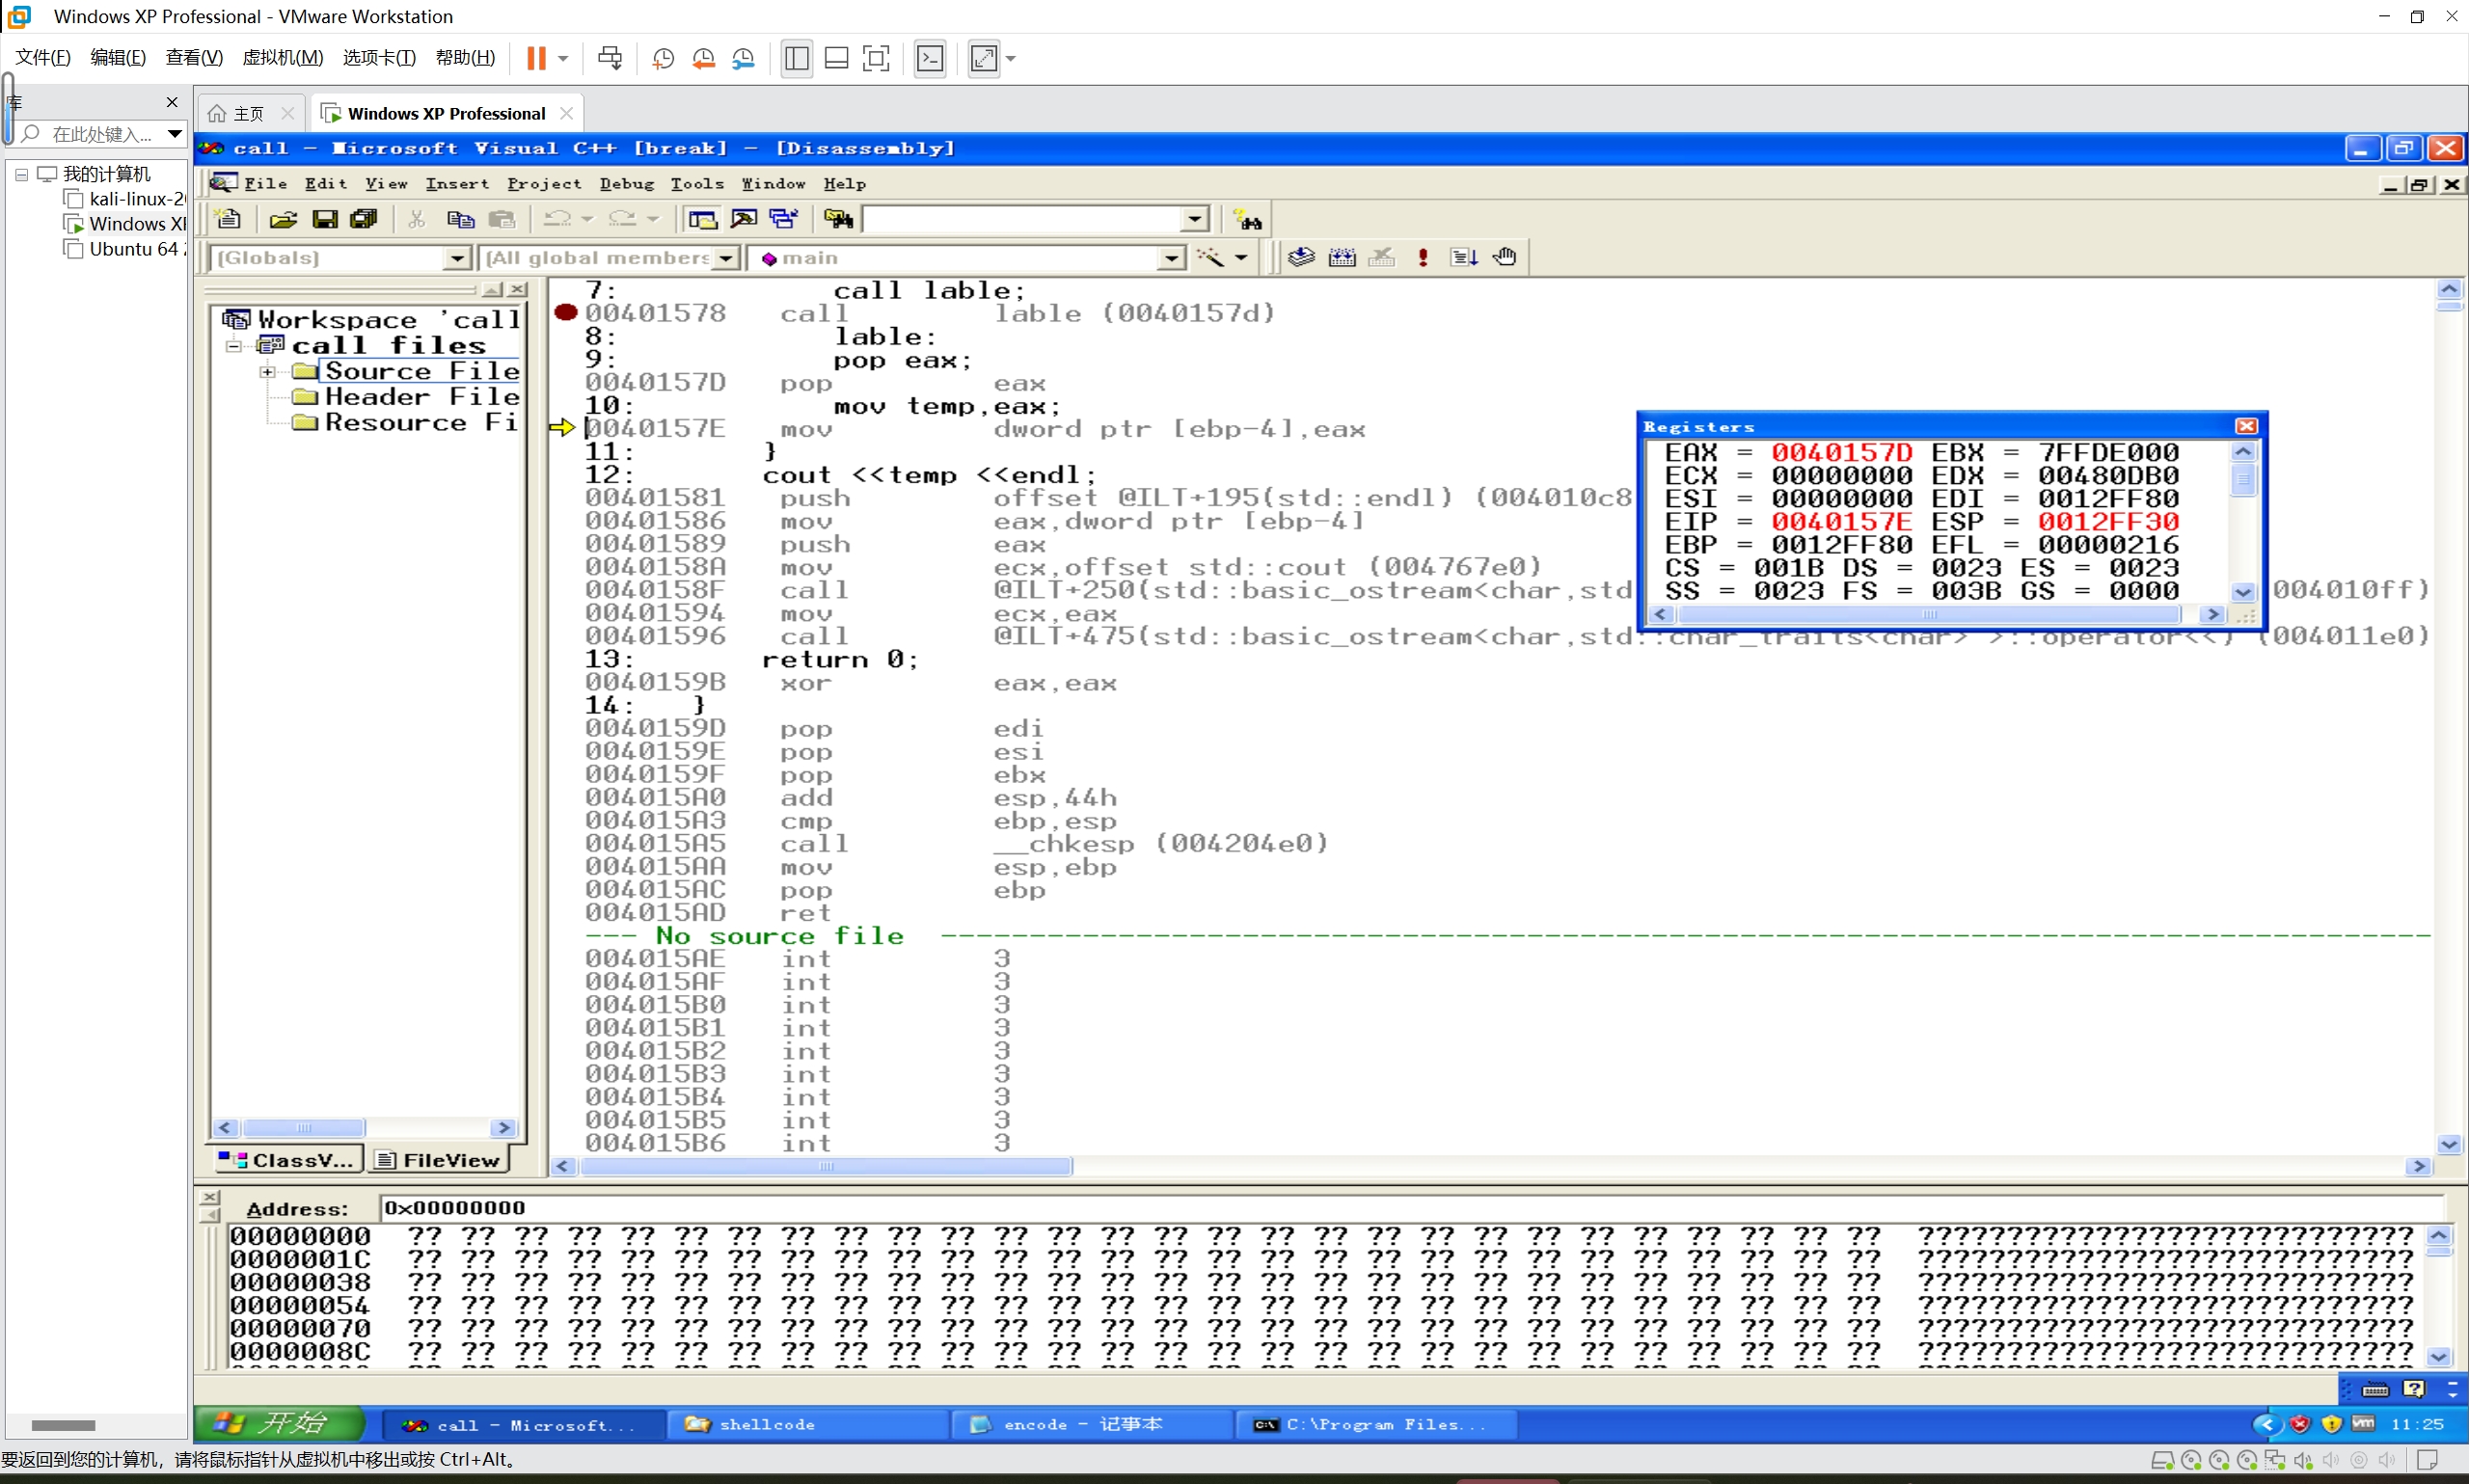 Windows XP Professional - VMware Workstation
文件(F) 编辑(E) 查看(V) 虚拟机(M) 选项卡(T) 帮助(H)
库
在此处键入...
我的计算机
kali-linux-20
Windows XP
Ubuntu 64
主页
Windows XP Professional
call - Microsoft Visual C++ [break] - [Disassembly]
File Edit View Insert Project Debug Tools Window Help
(Globals) (All global members main
Workspace 'call
call files
Source File
Header File
Resource Fi
ClassV... FileView
7: call lable;
00401578 call lable (0040157d)
8: lable:
9: pop eax;
0040157D pop eax
10: mov temp,eax;
0040157E mov dword ptr [ebp-4],eax
11: }
12: cout <<temp <<endl;
00401581 push offset @ILT+195(std::endl) (004010c8
00401586 mov eax,dword ptr [ebp-4]
00401589 push eax
0040158A mov ecx,offset std::cout (004767e0)
0040158F call @ILT+250(std::basic_ostream<char,std 004010ff)
00401594 mov ecx,eax
00401596 call @ILT+475(std::basic_ostream<char,std::char_traits<char> >::operator<<) (004011e0)
13: return 0;
0040159B xor eax,eax
14: }
0040159D pop edi
0040159E pop esi
0040159F pop ebx
004015A0 add esp,44h
004015A3 cmp ebp,esp
004015A5 call __chkesp (004204e0)
004015AA mov esp,ebp
004015AC pop ebp
004015AD ret
--- No source file ---
004015AE int 3
004015AF int 3
004015B0 int 3
004015B1 int 3
004015B2 int 3
004015B3 int 3
004015B4 int 3
004015B5 int 3
004015B6 int 3
Registers
EAX = 0040157D EBX = 7FFDE000
ECX = 00000000 EDX = 00480DB0
ESI = 00000000 EDI = 0012FF80
EIP = 0040157E ESP = 0012FF30
EBP = 0012FF80 EFL = 00000216
CS = 001B DS = 0023 ES = 0023
SS = 0023 FS = 003B GS = 0000
Address: 0x00000000
00000000 ?? ?? ?? ?? ?? ?? ?? ?? ?? ?? ?? ?? ?? ?? ?? ?? ?? ?? ?? ?? ?? ?? ?? ?? ?? ?? ?? ?? ????????????????????????????
0000001C ?? ?? ?? ?? ?? ?? ?? ?? ?? ?? ?? ?? ?? ?? ?? ?? ?? ?? ?? ?? ?? ?? ?? ?? ?? ?? ?? ?? ????????????????????????????
00000038 ?? ?? ?? ?? ?? ?? ?? ?? ?? ?? ?? ?? ?? ?? ?? ?? ?? ?? ?? ?? ?? ?? ?? ?? ?? ?? ?? ?? ????????????????????????????
00000054 ?? ?? ?? ?? ?? ?? ?? ?? ?? ?? ?? ?? ?? ?? ?? ?? ?? ?? ?? ?? ?? ?? ?? ?? ?? ?? ?? ?? ????????????????????????????
00000070 ?? ?? ?? ?? ?? ?? ?? ?? ?? ?? ?? ?? ?? ?? ?? ?? ?? ?? ?? ?? ?? ?? ?? ?? ?? ?? ?? ?? ????????????????????????????
0000008C ?? ?? ?? ?? ?? ?? ?? ?? ?? ?? ?? ?? ?? ?? ?? ?? ?? ?? ?? ?? ?? ?? ?? ?? ?? ?? ?? ?? ????????????????????????????
开始 call - Microsoft... shellcode encode - 记事本 C:\Program Files... 11:25
要返回到您的计算机，请将鼠标指针从虚拟机中移出或按 Ctrl+Alt。